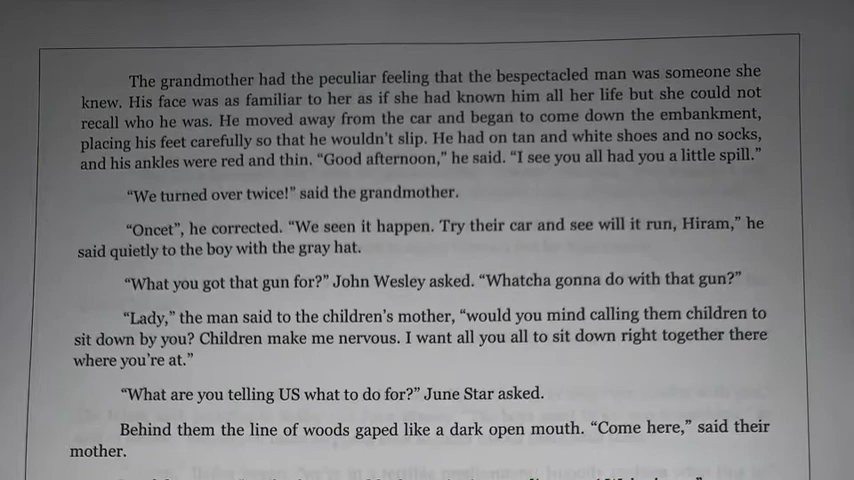 The grandmother had the peculiar feeling that the bespectacled man was someone she
knew. His face was as familiar to her as if she had known him all her life but she could not
recall who he was. He moved away from the car and began to come down the embankment,
placing his feet carefully so that he wouldn’t slip. He had on tan and white shoes and no socks,
and his ankles were red and thin. “Good afternoon,” he said. “I see you all had you a little spill.”
“We turned over twice!” said the grandmother.
“Oncet”, he corrected. “We seen it happen. Try their car and see will it run, Hiram,” he
said quietly to the boy with the gray hat.
“What you got that gun for?” John Wesley asked. “Whatcha gonna do with that gun?”
“Lady,” the man said to the children’s mother, “would you mind calling them children to
sit down by you? Children make me nervous. I want all you all to sit down right together there
where you’re at.”
“What are you telling US what to do for?” June Star asked.
Behind them the line of woods gaped like a dark open mouth. “Come here,” said their
mother.